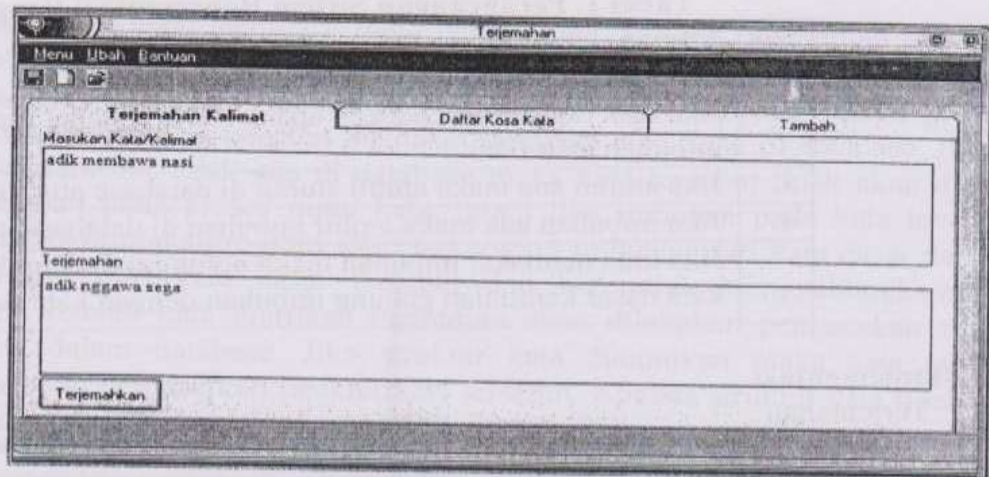 Terjemahan
Menu Ubah Bantuan
Terjemahan Kalimat
Daftar Kosa Kata
Tambah
Masukan Kata/Kalimat
adik membawa nasi
Terjemahan
adik nggawa sega
Terjemahkan